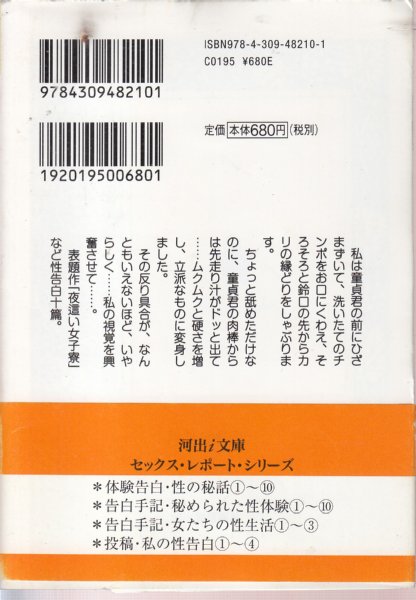 ISBN978-4-309-48210-1
C0195 ¥680E
9784309482101
定価 本体680円(税別)
1920195006801
私は童貞君の前にひざ
まずいて、洗いたてのチ
ンポをお口にくわえ、そ
ろそろと鈴口の先からカ
リの縁どりをしゃぶりま
す。
ちょっと舐めただけな
のに、童貞君の肉棒から
は先走り汁がドッと出て
……ムクムクと硬さを増
し、立派なものに変身し
ました。
その反り具合が、なん
ともいえないほど、いや
らしく……私の視覚を興
奮させて……。
表題作「夜這い女子寮」
など性告白十篇。
河出i文庫
セックス・レポート・シリーズ
*体験告白・性の秘話①~⑩
*告白手記・秘められた性体験①~⑩
*告白手記・女たちの性生活①~③
*投稿・私の性告白①~④